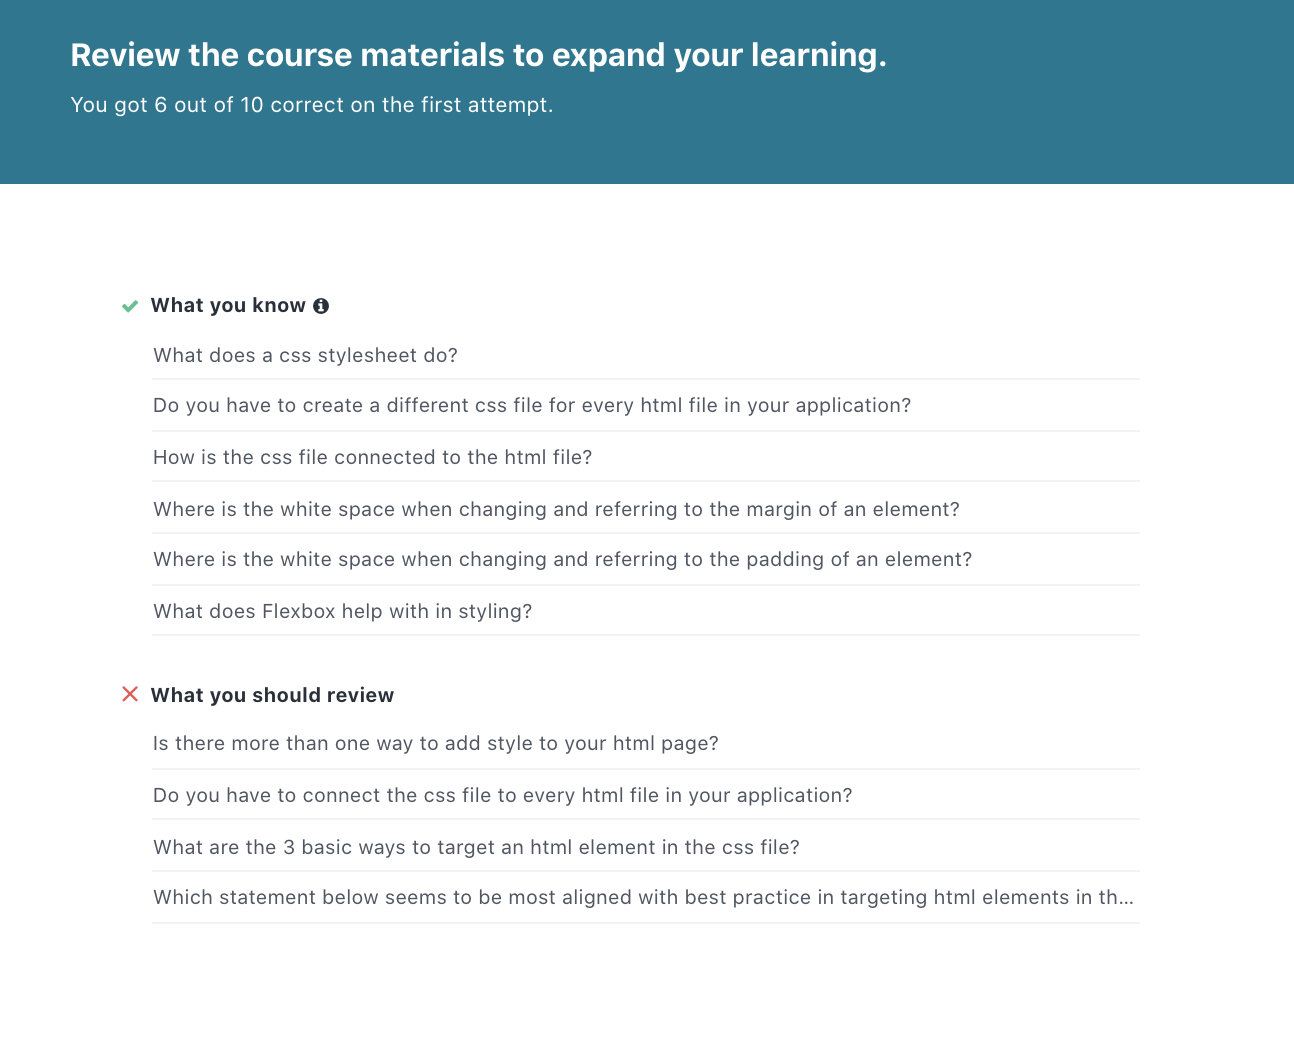 Review the course materials to expand your learning.
You got 6 out of 10 correct on the first attempt.
What you know
What does a css stylesheet do?
Do you have to create a different css file for every html file in your application?
How is the css file connected to the html file?
Where is the white space when changing and referring to the margin of an element?
Where is the white space when changing and referring to the padding of an element?
What does Flexbox help with in styling?
What you should review
Is there more than one way to add style to your html page?
Do you have to connect the css file to every html file in your application?
What are the 3 basic ways to target an html element in the css file?
Which statement below seems to be most aligned with best practice in targeting html elements in th...